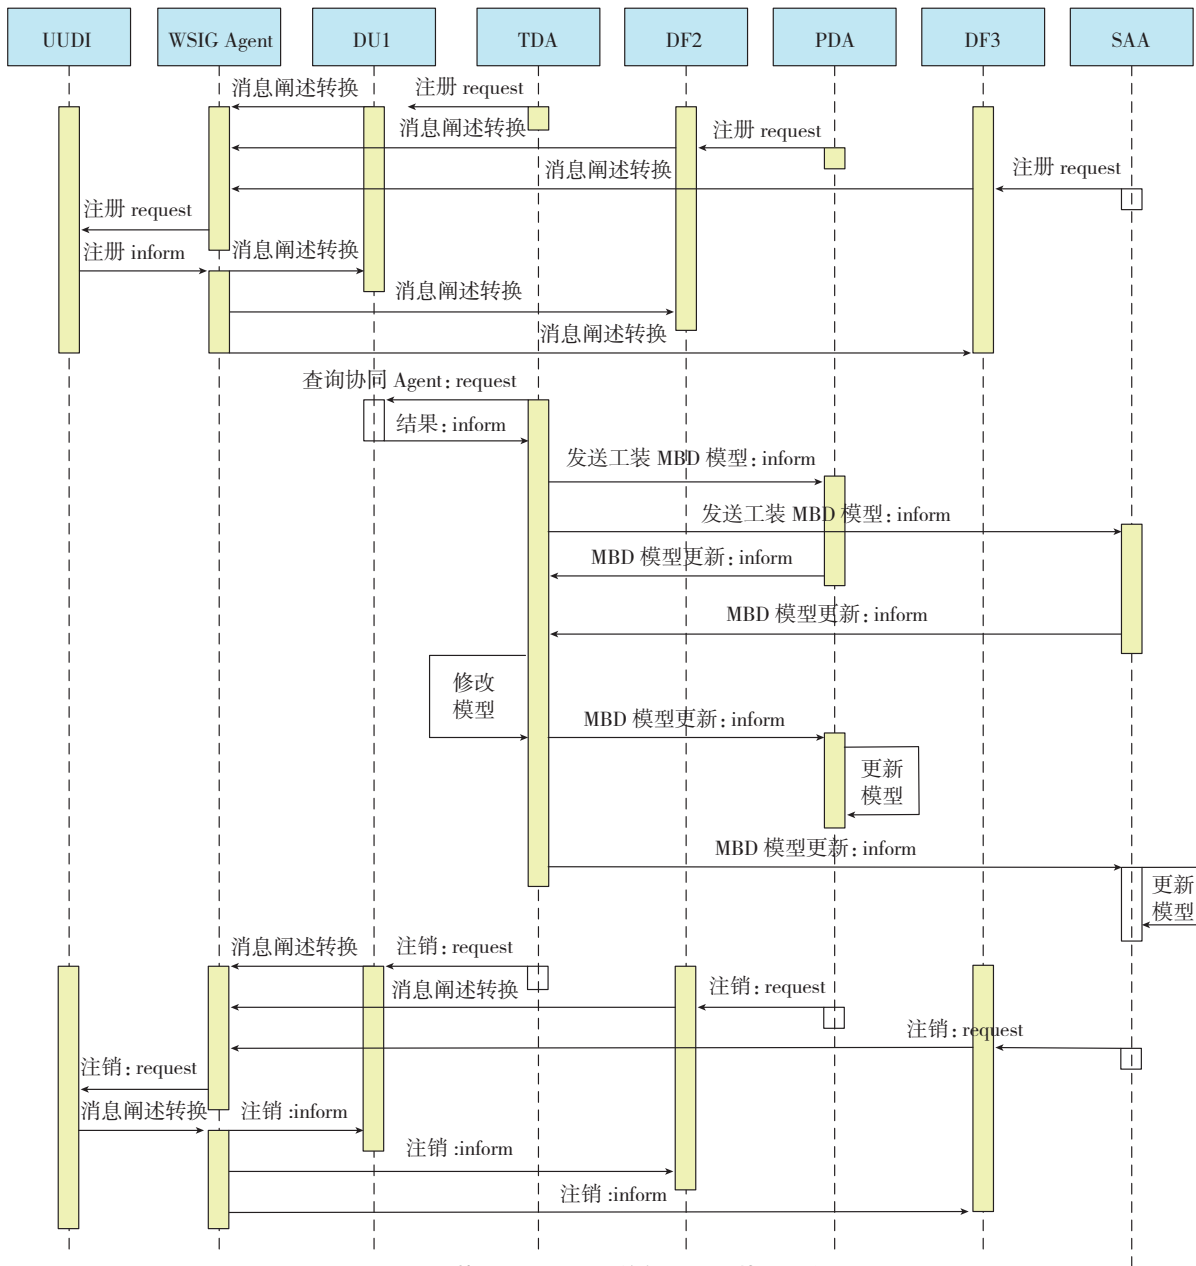 UUDI
WSIG Agent
DU1
TDA
DF2
PDA
DF3
SAA
消息阐述转换
注册 request
消息阐述转换
注册 request
消息阐述转换
注册 request
注册 request
注册 inform
消息阐述转换
消息阐述转换
消息阐述转换
查询协同 Agent: request
结果: inform
发送工装 MBD 模型: inform
发送工装 MBD 模型: inform
MBD 模型更新: inform
MBD 模型更新: inform
修改
模型
MBD 模型更新: inform
更新
模型
MBD 模型更新: inform
更新
模型
消息阐述转换
注销: request
消息阐述转换
注销: request
注销: request
注销: request
消息阐述转换
注销 :inform
注销 :inform
注销 :inform